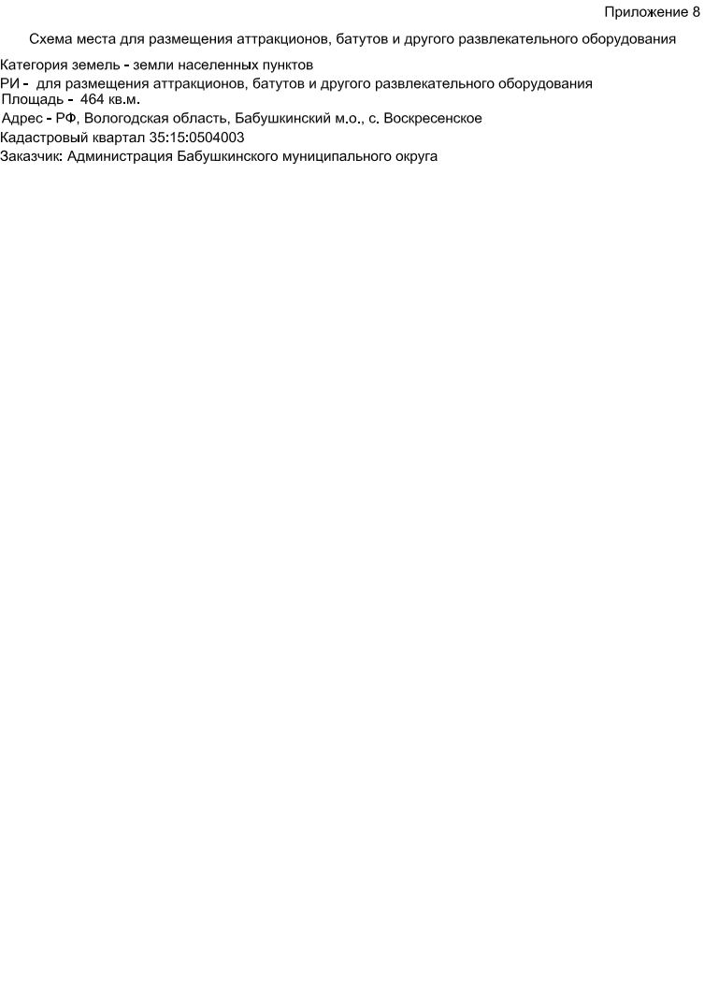 Приложение 8
Схема места для размещения аттракционов, батутов и другого развлекательного оборудования
Категория земель - земли населенных пунктов
РИ - для размещения аттракционов, батутов и другого развлекательного оборудования
Площадь - 464 кв.м.
Адрес - РФ, Вологодская область, Бабушкинский м.о., с. Воскресенское
Кадастровый квартал 35:15:0504003
Заказчик: Администрация Бабушкинского муниципального округа